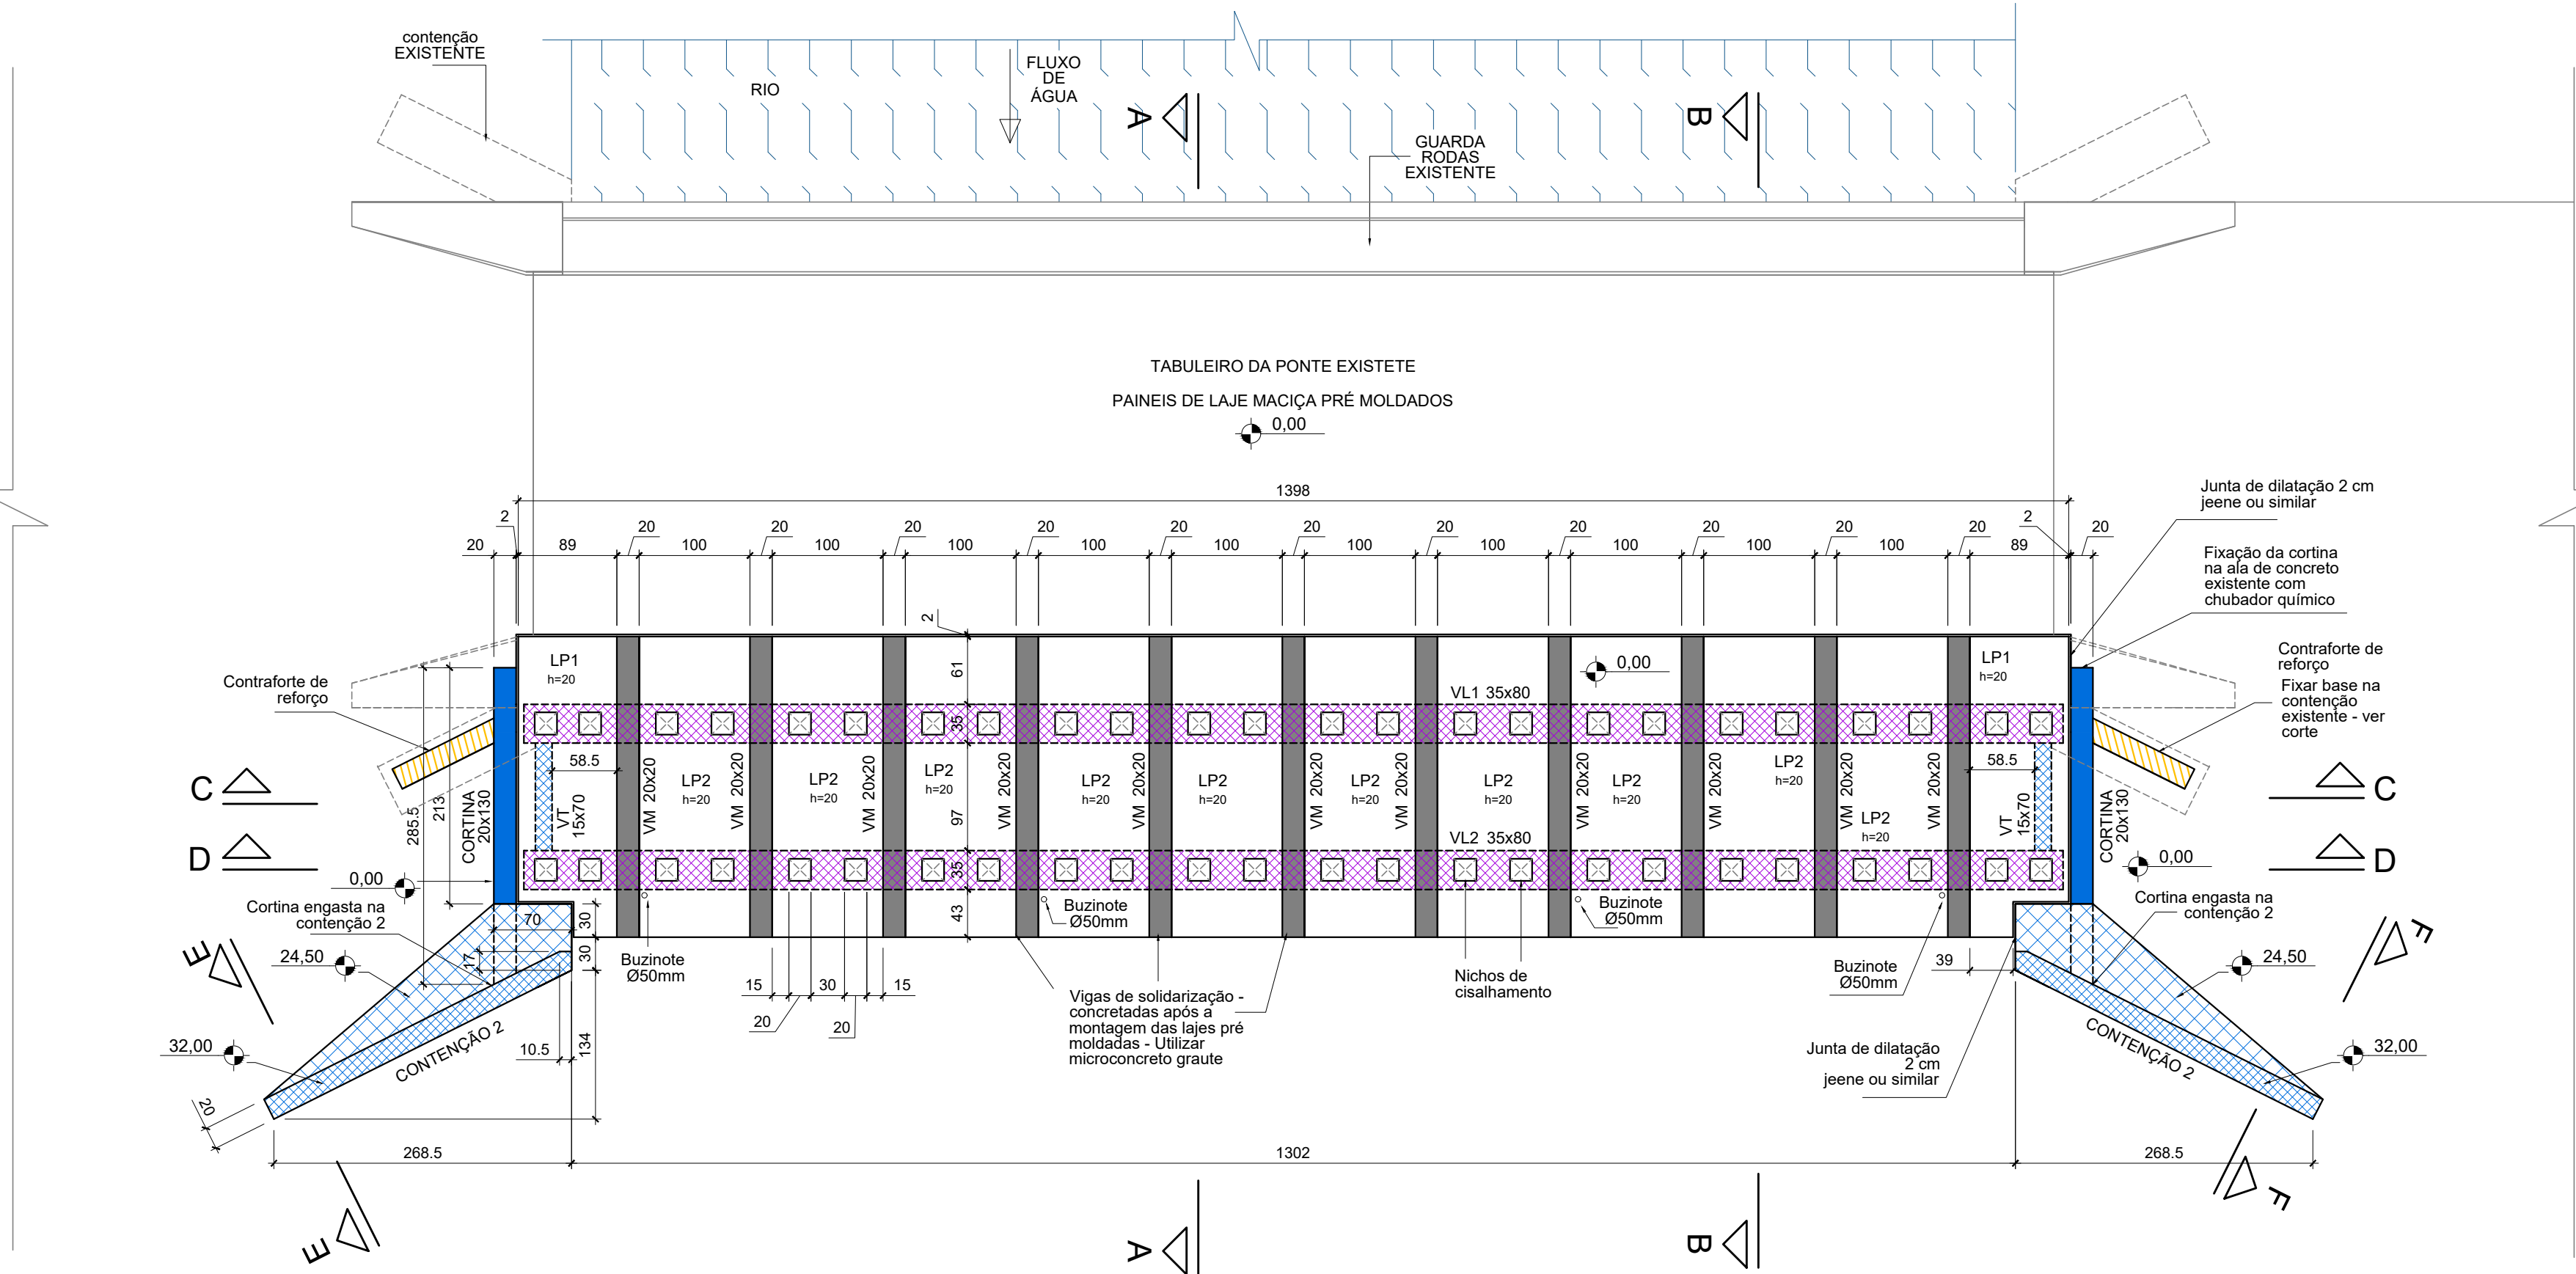 contenção
EXISTENTE
RIO
FLUXO
DE
ÁGUA
A
B
GUARDA
RODAS
EXISTENTE
TABULEIRO DA PONTE EXISTETE
PAINEIS DE LAJE MACIÇA PRÉ MOLDADOS
0,00
1398
Junta de dilatação 2 cm
jeene ou similar
2
20
20
20
20
20
20
20
20
20
20
20
2
20
20
89
100
100
100
100
100
100
100
100
100
100
89
Fixação da cortina
na ala de concreto
existente com
chubador químico
2
61
LP1
h=20
0,00
LP1
h=20
Contraforte de
reforço
Contraforte de
reforço
Fixar base na
contenção
existente - ver
corte
VL1 35x80
35
58.5
58.5
C
C
D
D
285.5
213
CORTINA
20x130
VT
15x70
VM 20x20
LP2
h=20
VM 20x20
LP2
h=20
VM 20x20
LP2
h=20
97
VM 20x20
LP2
h=20
VM 20x20
LP2
h=20
VM 20x20
LP2
h=20
VM 20x20
LP2
h=20
VM 20x20
LP2
h=20
VM 20x20
LP2
h=20
VM 20x20
LP2
h=20
VM 20x20
VT
15x70
CORTINA
20x130
VL2 35x80
35
0,00
0,00
Cortina engasta na
contenção 2
70
30
43
Buzinote
Ø50mm
Buzinote
Ø50mm
Cortina engasta na
contenção 2
E
F
24,50
17
30
Buzinote
Ø50mm
39
Buzinote
Ø50mm
24,50
15
30
15
20
20
Nichos de
cisalhamento
Vigas de solidarização -
concretadas após a
montagem das lajes pré
moldadas - Utilizar
microconcreto graute
32,00
CONTENÇÃO 2
10.5
134
Junta de dilatação
2 cm
jeene ou similar
CONTENÇÃO 2
32,00
20
268.5
1302
268.5
E
A
B
F